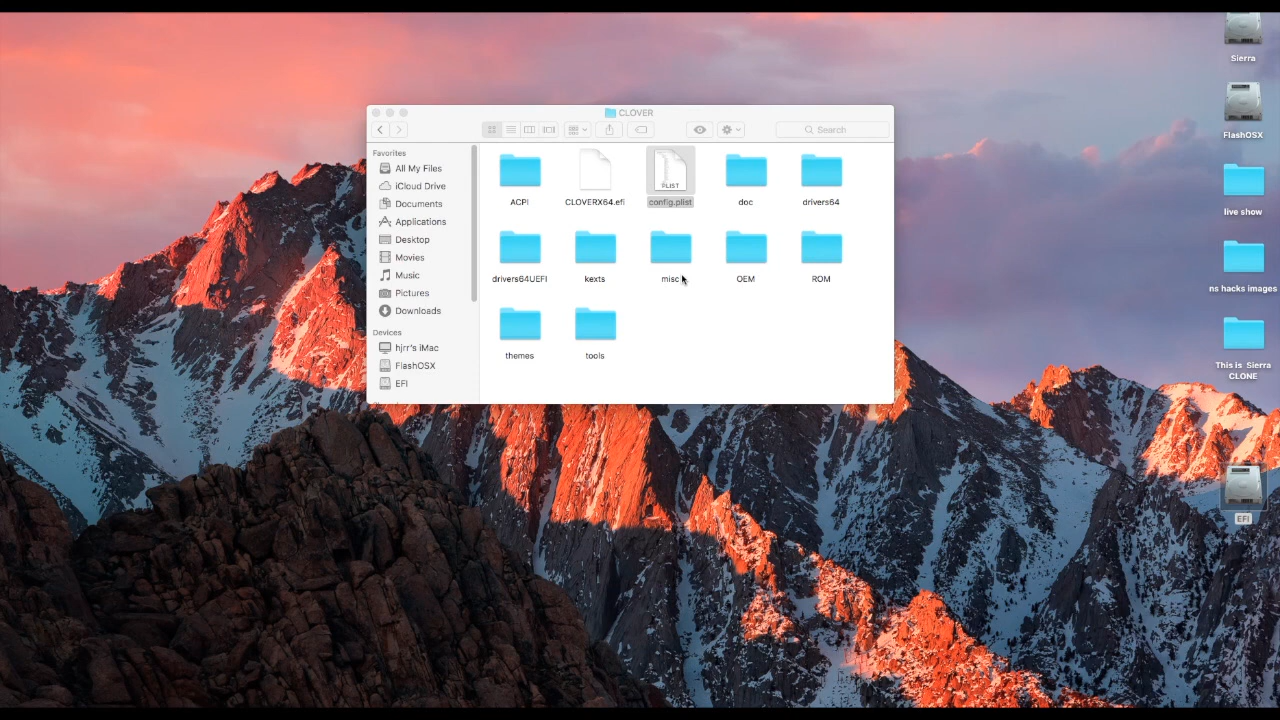 CLOVER
Search
Favorites
All My Files
iCloud Drive
Documents
Applications
Desktop
Movies
Music
Pictures
Downloads
Devices
hjrr's iMac
FlashOSX
EFI
ACPI
CLOVERX64.efi
PLIST
config.plist
doc
drivers64
drivers64UEFI
kexts
misc
OEM
ROM
themes
tools
Sierra
FlashOSX
live show
ns hacks images
This is Sierra
CLONE
EFI